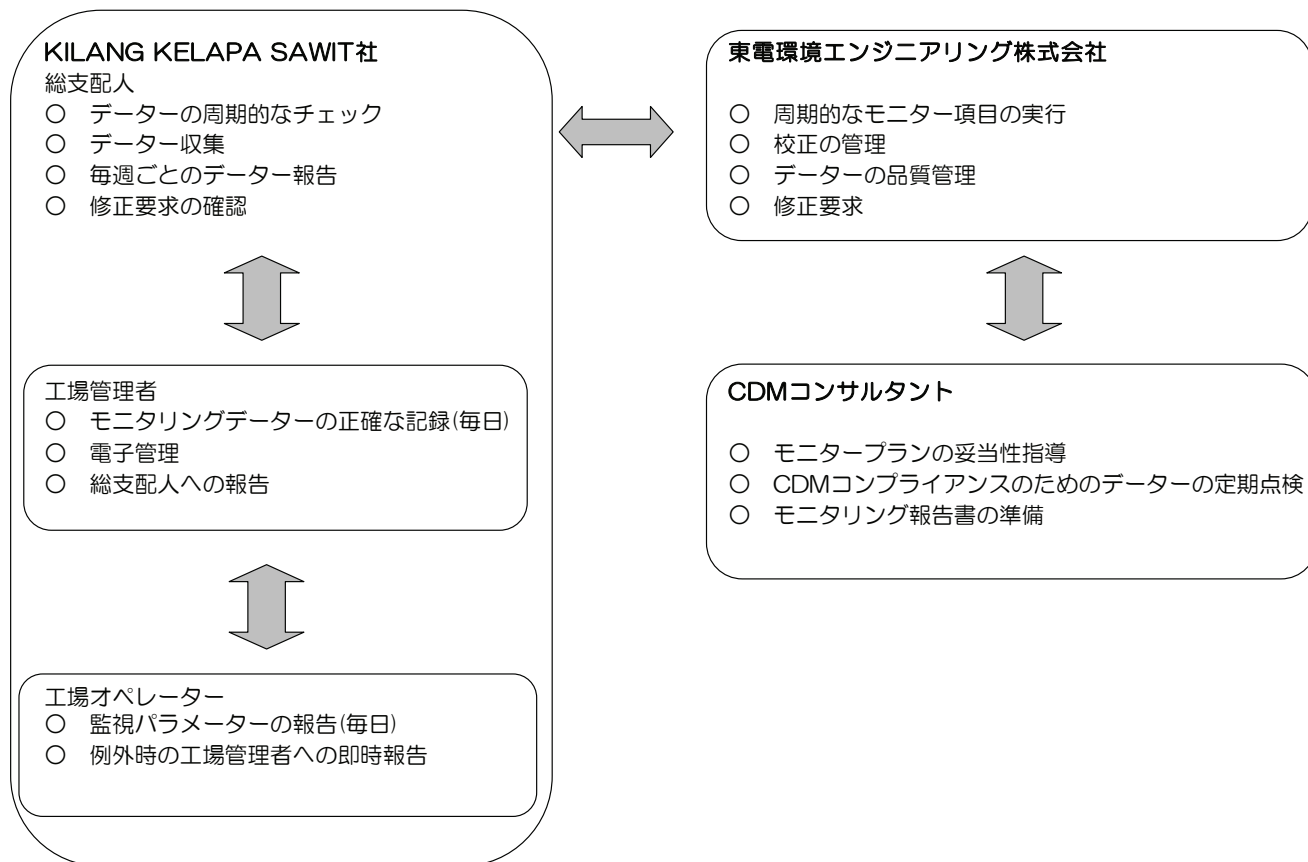 KILANG KELAPA SAWIT社
総支配人
○ データーの周期的なチェック
○ データー収集
○ 毎週ごとのデーター報告
○ 修正要求の確認
工場管理者
○ モニタリングデーターの正確な記録(毎日)
○ 電子管理
○ 総支配人への報告
工場オペレーター
○ 監視パラメーターの報告(毎日)
○ 例外時の工場管理者への即時報告
東電環境エンジニアリング株式会社
○ 周期的なモニター項目の実行
○ 校正の管理
○ データーの品質管理
○ 修正要求
CDMコンサルタント
○ モニタープランの妥当性指導
○ CDMコンプライアンスのためのデーターの定期点検
○ モニタリング報告書の準備